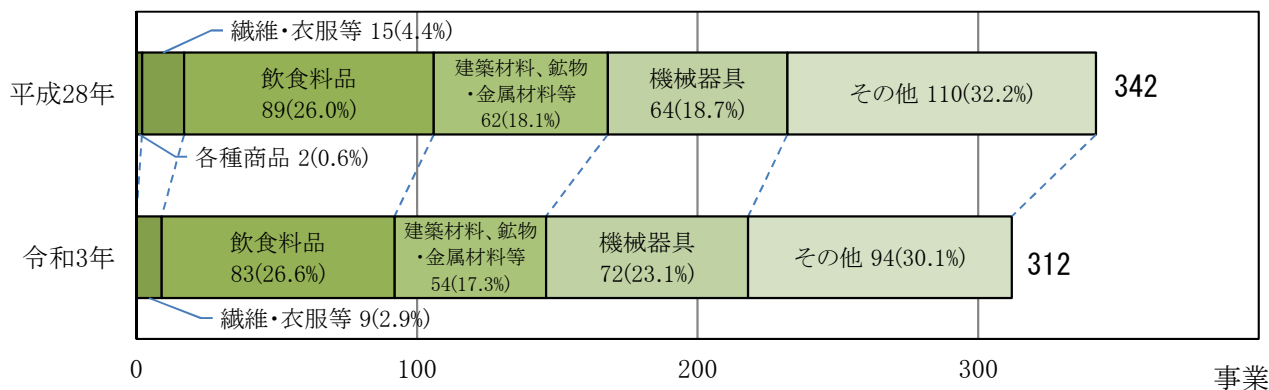 繊維・衣服等 15(4.4%)
平成28年
飲食料品
89(26.0%)
建築材料、鉱物
・金属材料等
62(18.1%)
機械器具
64(18.7%)
その他 110(32.2%)
342
各種商品 2(0.6%)
令和3年
飲食料品
83(26.6%)
建築材料、鉱物
・金属材料等
54(17.3%)
機械器具
72(23.1%)
その他 94(30.1%)
312
繊維・衣服等 9(2.9%)
0 100 200 300
事業